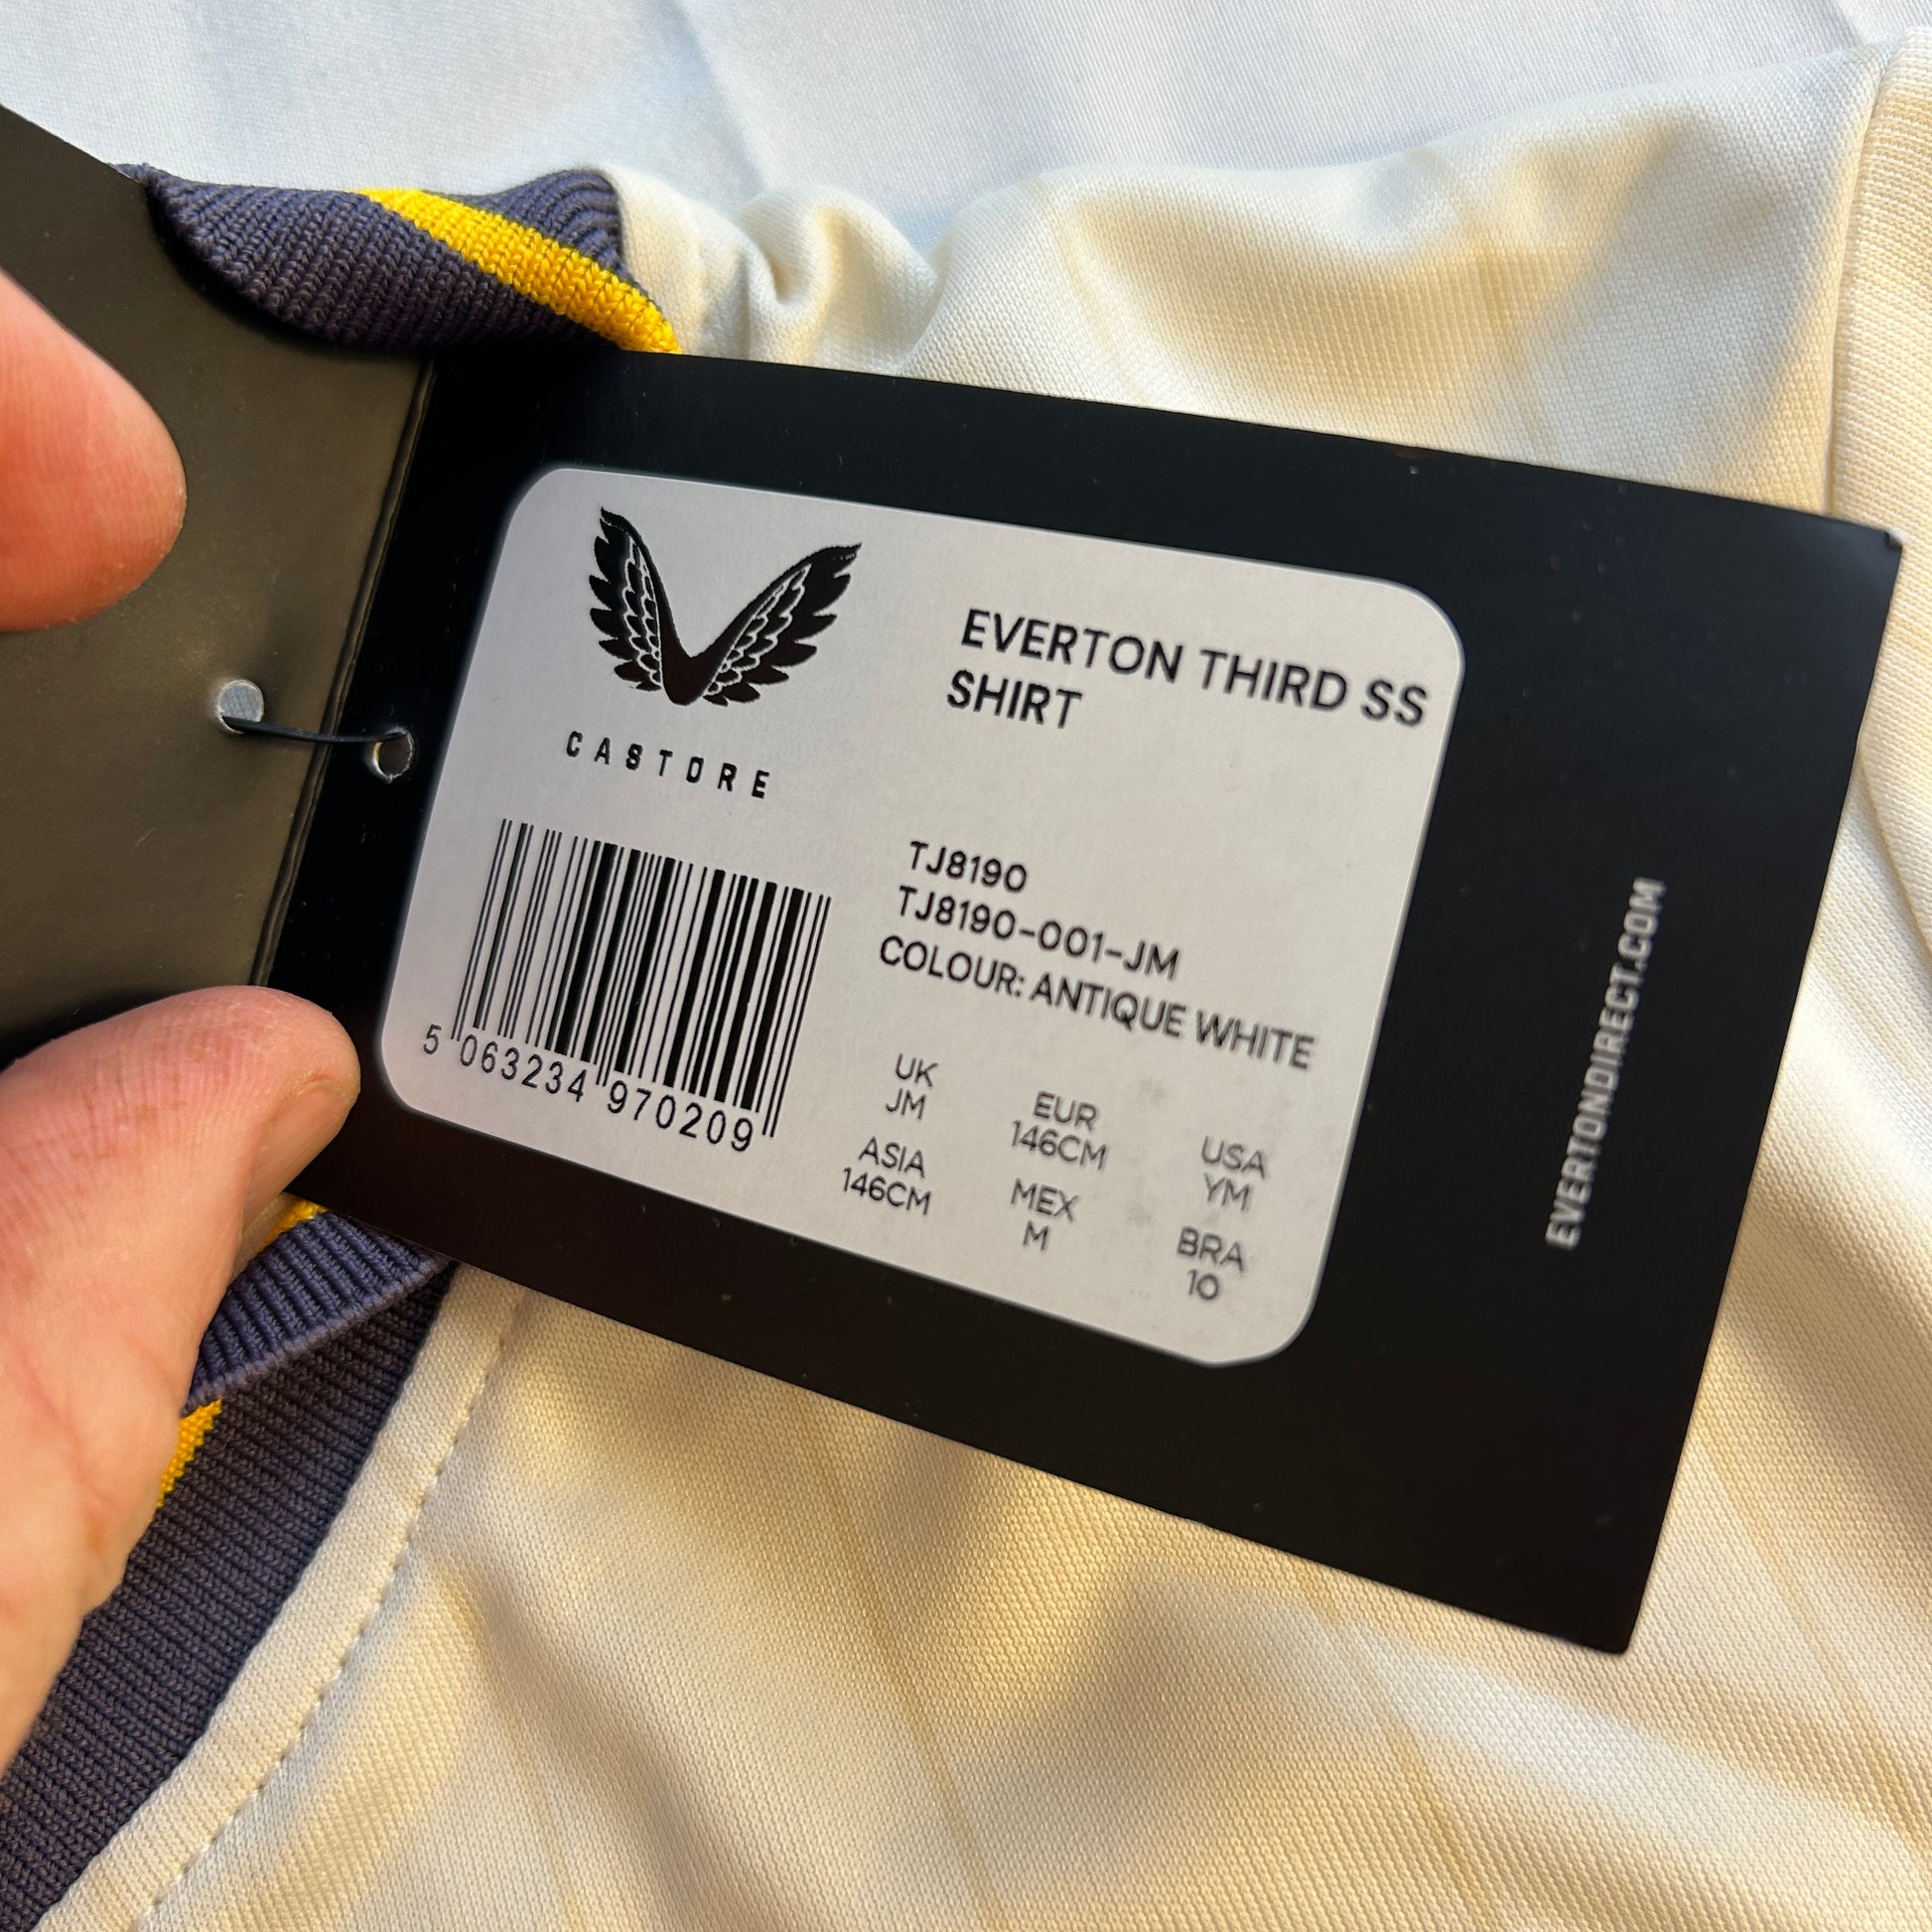 CASTORE
EVERTON THIRD SS
SHIRT
TJ8190
TJ8190-001-JM
COLOUR: ANTIQUE WHITE
5 063234 970209
UK
JM
EUR
146CM
USA
YM
ASIA
146CM
MEX
M
BRA
10
EVERTONDIRECT.COM